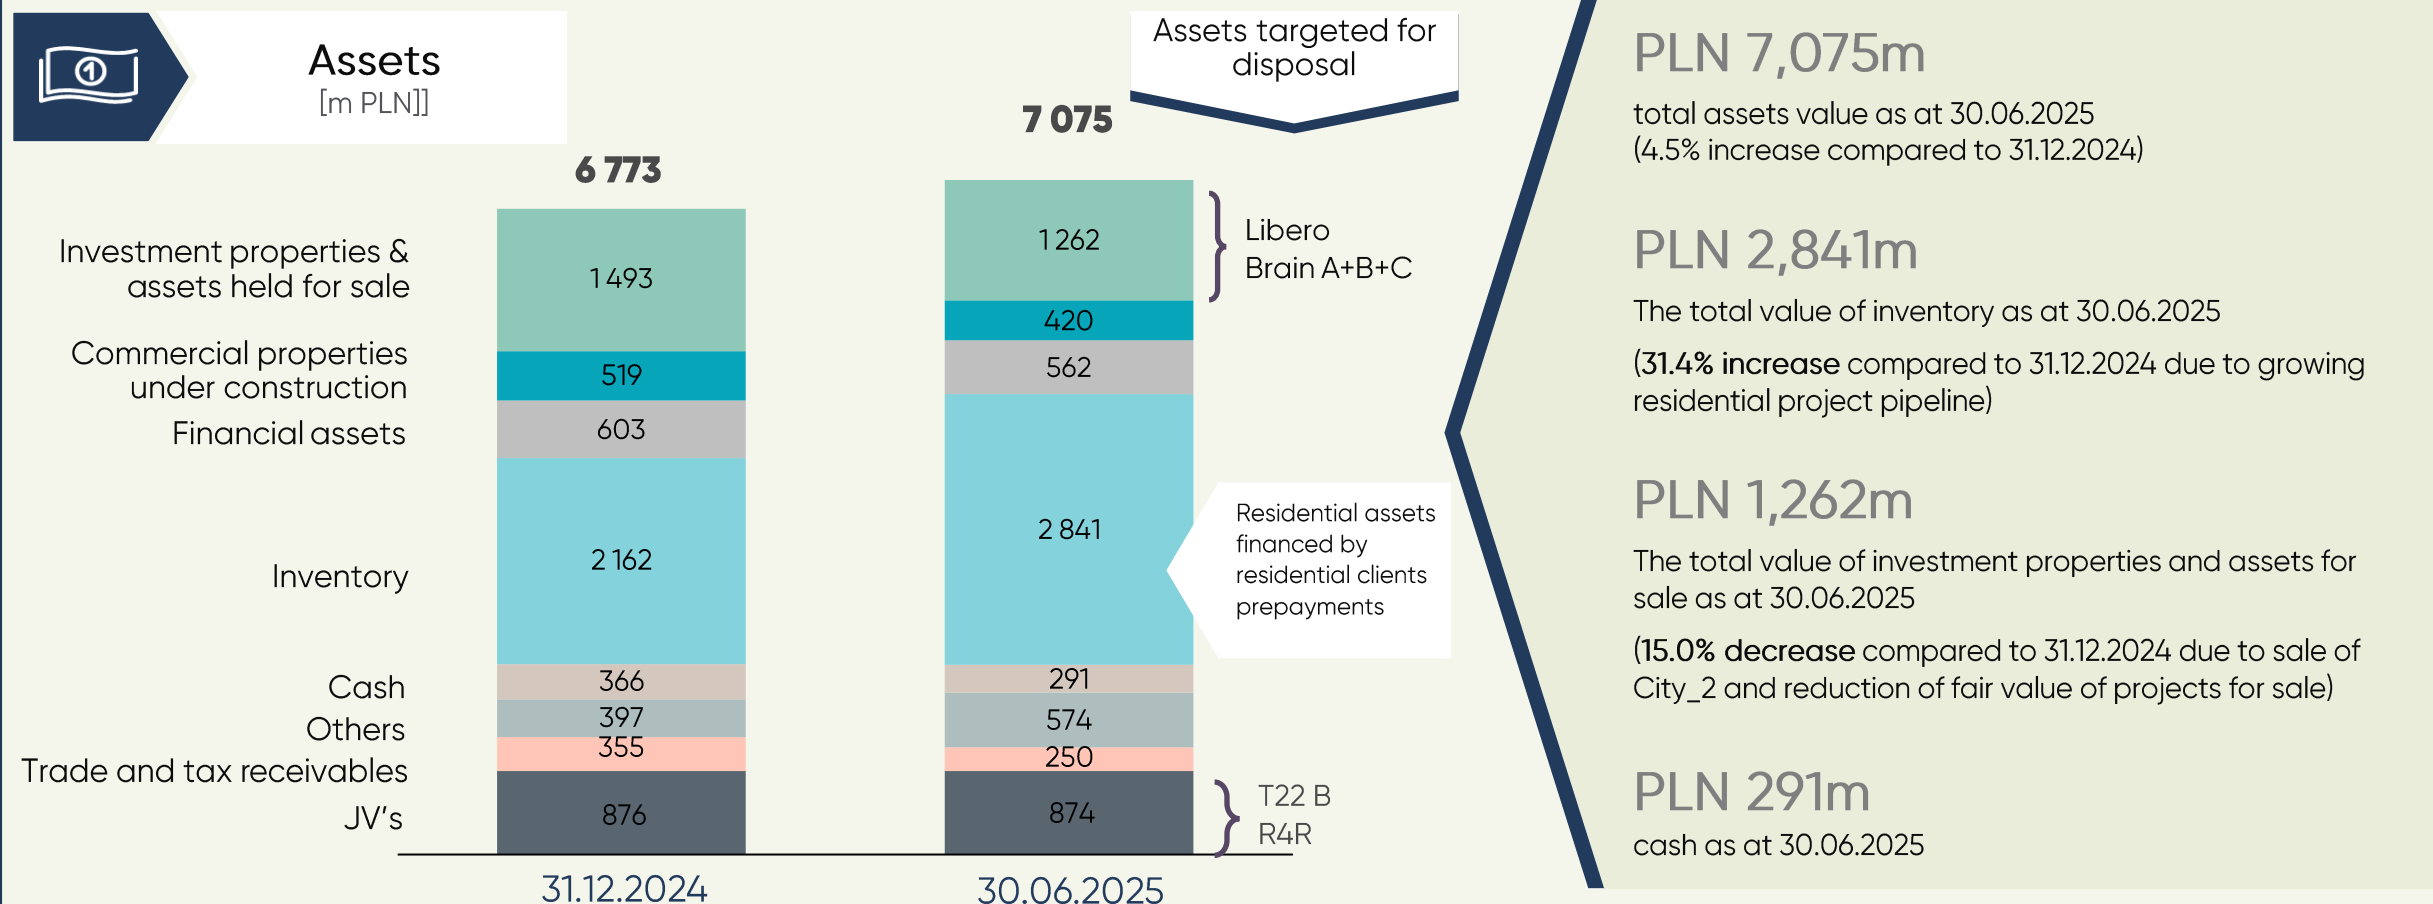 Assets
[m PLN]]
Assets targeted for
disposal
6 773
7 075
Investment properties &
assets held for sale
1 493
1 262
Libero
Brain A+B+C
Commercial properties
under construction
519
420
Financial assets
603
562
Inventory
2 162
2 841
Residential assets
financed by
residential clients
prepayments
Cash
366
291
Others
397
574
Trade and tax receivables
355
250
JV's
876
874
T22 B
R4R
31.12.2024
30.06.2025
PLN 7,075m
total assets value as at 30.06.2025
(4.5% increase compared to 31.12.2024)
PLN 2,841m
The total value of inventory as at 30.06.2025
(31.4% increase compared to 31.12.2024 due to growing
residential project pipeline)
PLN 1,262m
The total value of investment properties and assets for
sale as at 30.06.2025
(15.0% decrease compared to 31.12.2024 due to sale of
City_2 and reduction of fair value of projects for sale)
PLN 291m
cash as at 30.06.2025